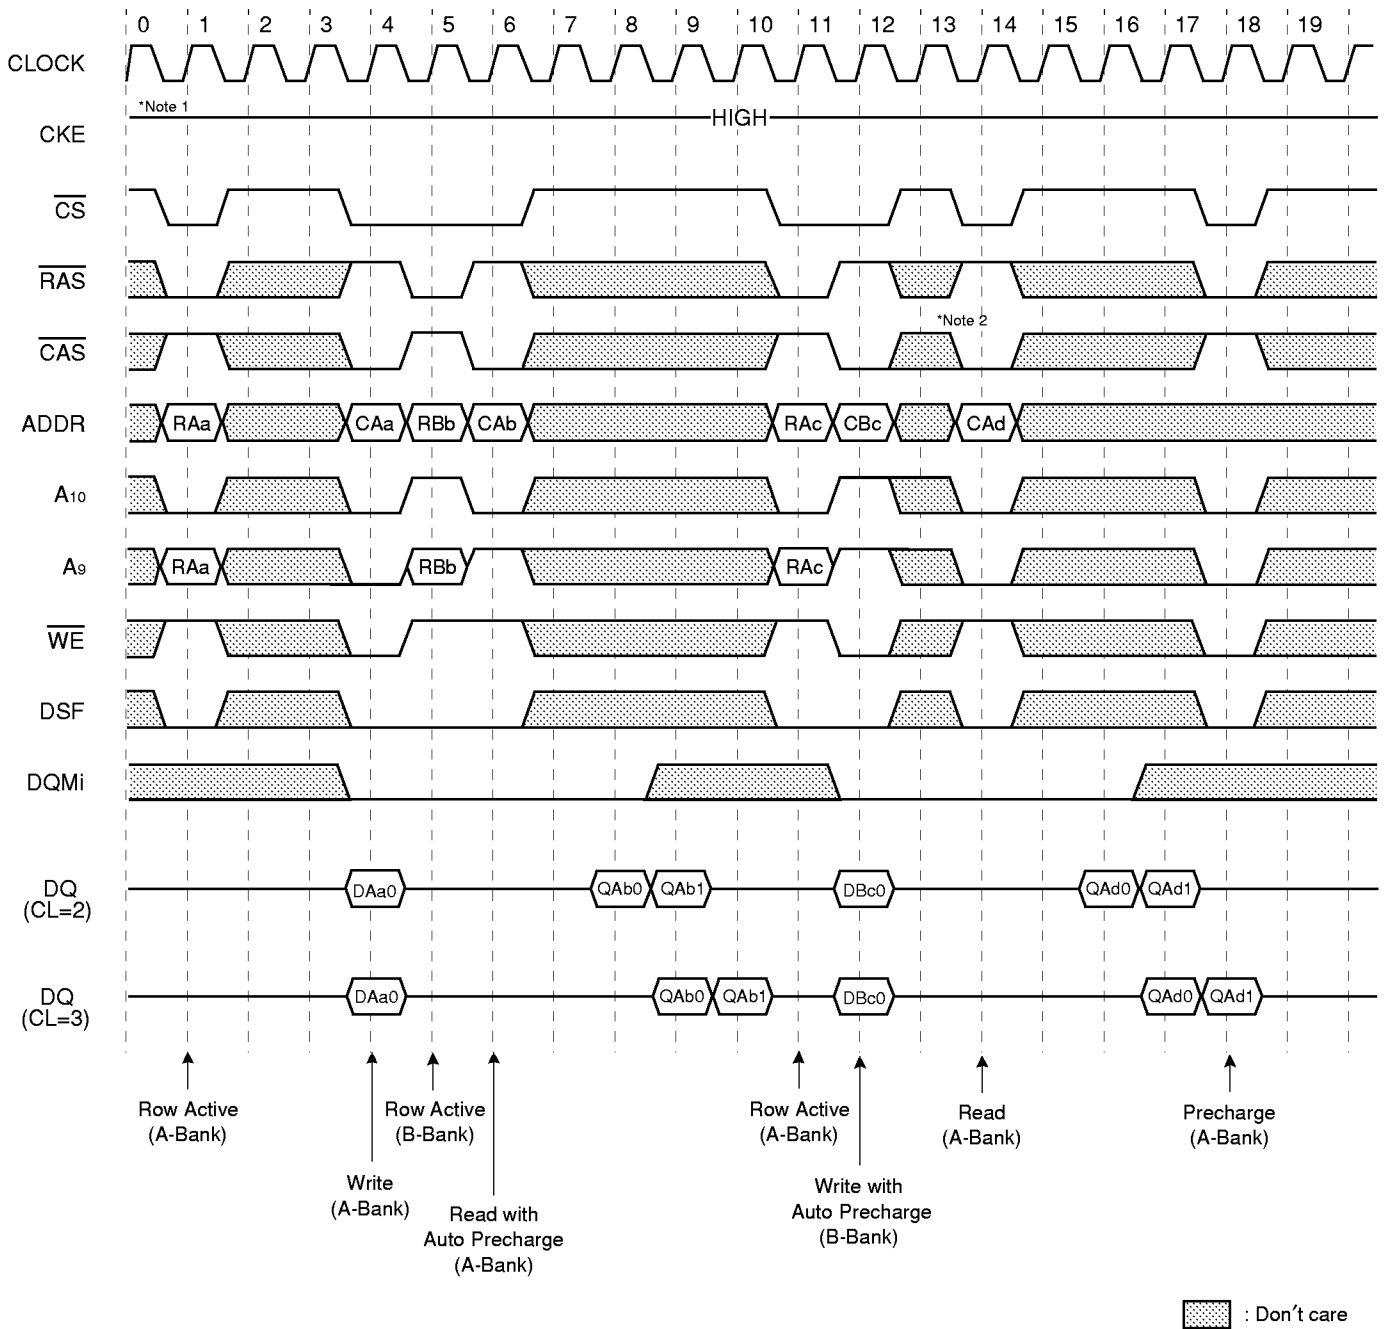 0 1 2 3 4 5 6 7 8 9 10 11 12 13 14 15 16 17 18 19
CLOCK
*Note 1
CKE
HIGH
CS
RAS
*Note 2
CAS
ADDR RAa CAa RBb CAb RAc CBc CAd
A10
A9 RAa RBb RAc
WE
DSF
DQMi
DQ
(CL=2)
DAa0 QAb0 QAb1 DBc0 QAd0 QAd1
DQ
(CL=3)
DAa0 QAb0 QAb1 DBc0 QAd0 QAd1
Row Active
(A-Bank)
Write
(A-Bank)
Row Active
(B-Bank)
Read with
Auto Precharge
(A-Bank)
Row Active
(A-Bank)
Write with
Auto Precharge
(B-Bank)
Read
(A-Bank)
Precharge
(A-Bank)
: Don't care